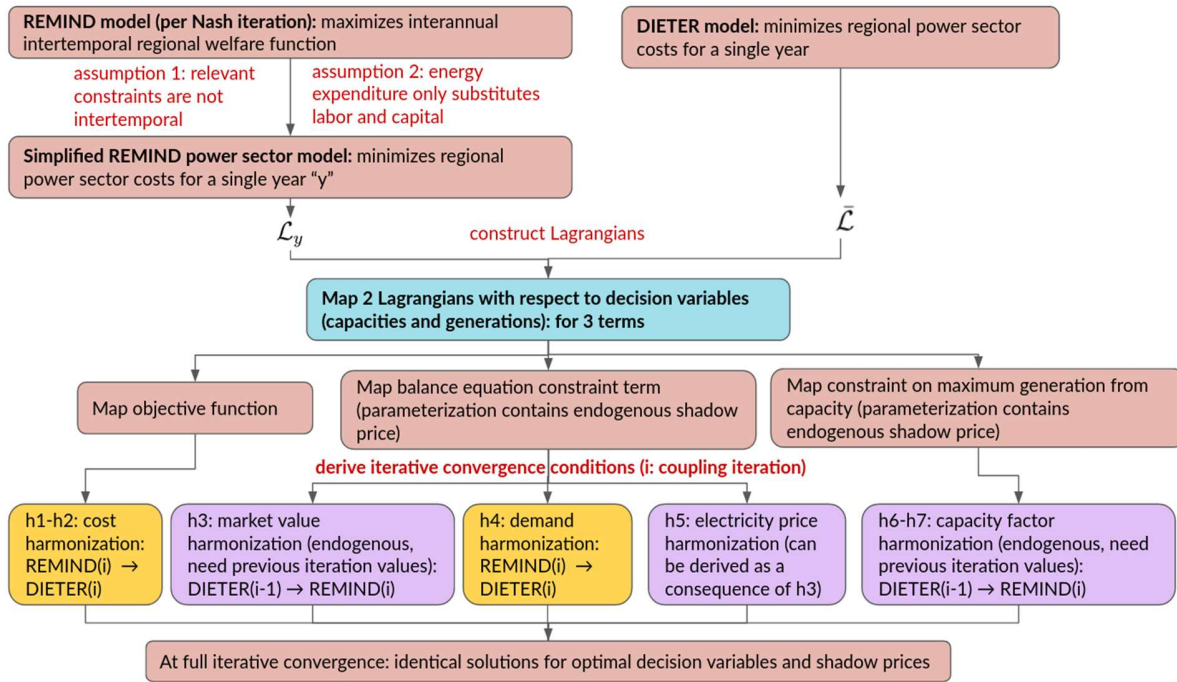 REMIND model (per Nash iteration): maximizes interannual
intertemporal regional welfare function
DIETER model: minimizes regional power sector
costs for a single year
assumption 1: relevant
constraints are not
intertemporal
assumption 2: energy
expenditure only substitutes
labor and capital
Simplified REMIND power sector model: minimizes regional
power sector costs for a single year “y”
ℒ_y
ℒ̄
construct Lagrangians
Map 2 Lagrangians with respect to decision variables
(capacities and generations): for 3 terms
Map objective function
Map balance equation constraint term
(parameterization contains endogenous shadow
price)
Map constraint on maximum generation from
capacity (parameterization contains
endogenous shadow price)
derive iterative convergence conditions (i: coupling iteration)
h1-h2: cost
harmonization:
REMIND(i) →
DIETER(i)
h3: market value
harmonization (endogenous,
need previous iteration values):
DIETER(i-1) → REMIND(i)
h4: demand
harmonization:
REMIND(i) →
DIETER(i)
h5: electricity price
harmonization (can
be derived as a
consequence of h3)
h6-h7: capacity factor
harmonization (endogenous, need
previous iteration values):
DIETER(i-1) → REMIND(i)
At full iterative convergence: identical solutions for optimal decision variables and shadow prices